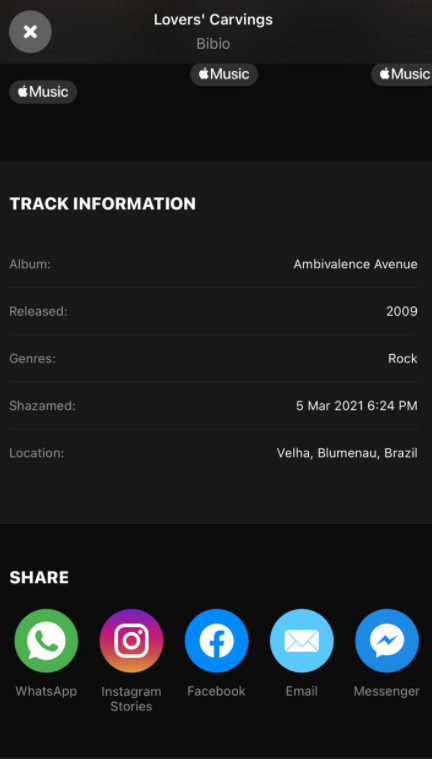 Lovers' Carvings
Bibio
Music
Music
Music
TRACK INFORMATION
Album: Ambivalence Avenue
Released: 2009
Genres: Rock
Shazamed: 5 Mar 2021 6:24 PM
Location: Velha, Blumenau, Brazil
SHARE
WhatsApp Instagram Facebook Email Messenger
Stories